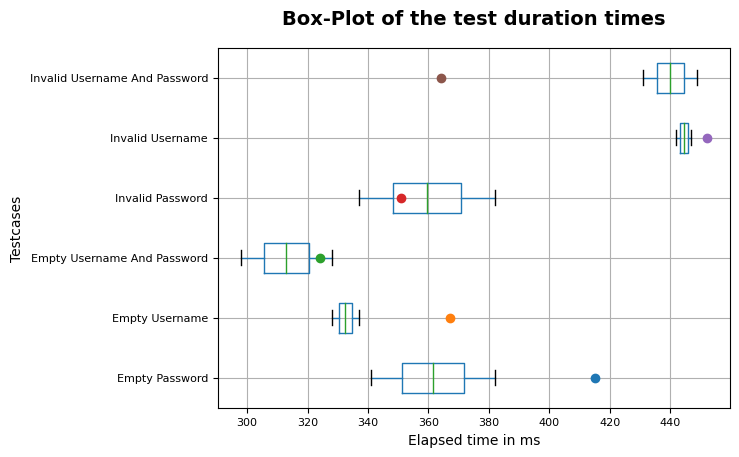 Box-Plot of the test duration times
Invalid Username And Password
Invalid Username
Invalid Password
Empty Username And Password
Empty Username
Empty Password
Testcases
300 320 340 360 380 400 420 440
Elapsed time in ms